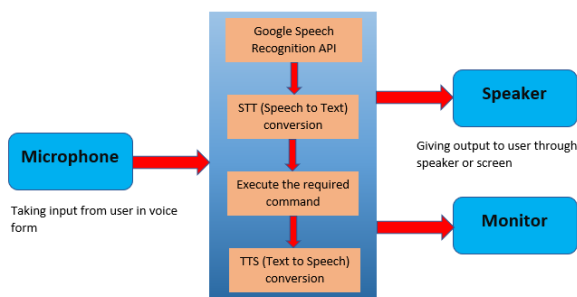 Google Speech
Recognition API
STT (Speech to Text)
conversion
Execute the required
command
TTS (Text to Speech)
conversion
Microphone
Taking input from user in voice
form
Speaker
Giving output to user through
speaker or screen
Monitor